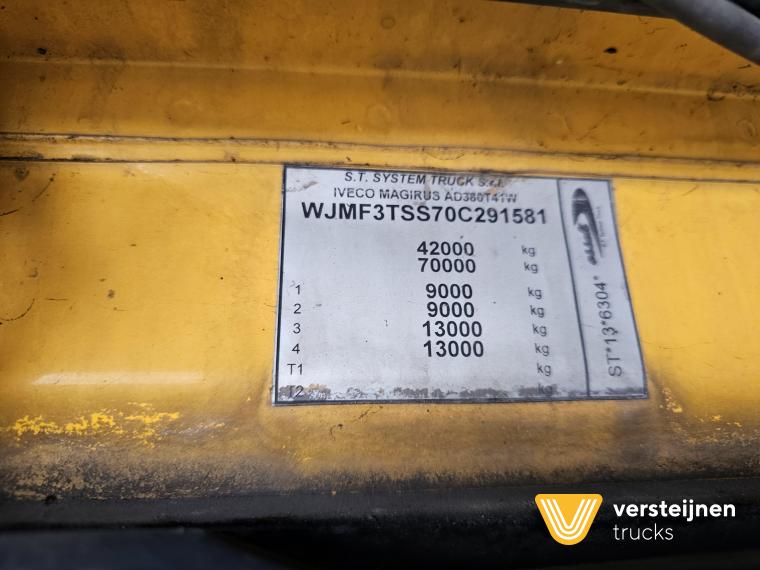 S.T. SYSTEM TRUCK S.r.l.
IVECO MAGIRUS AD380T41W
WJMF3TSS70C291581
42000 kg
70000 kg
1 9000 kg
2 9000 kg
3 13000 kg
4 13000 kg
T1 kg
T2 kg
ST*13*6304*
versteijnen
trucks